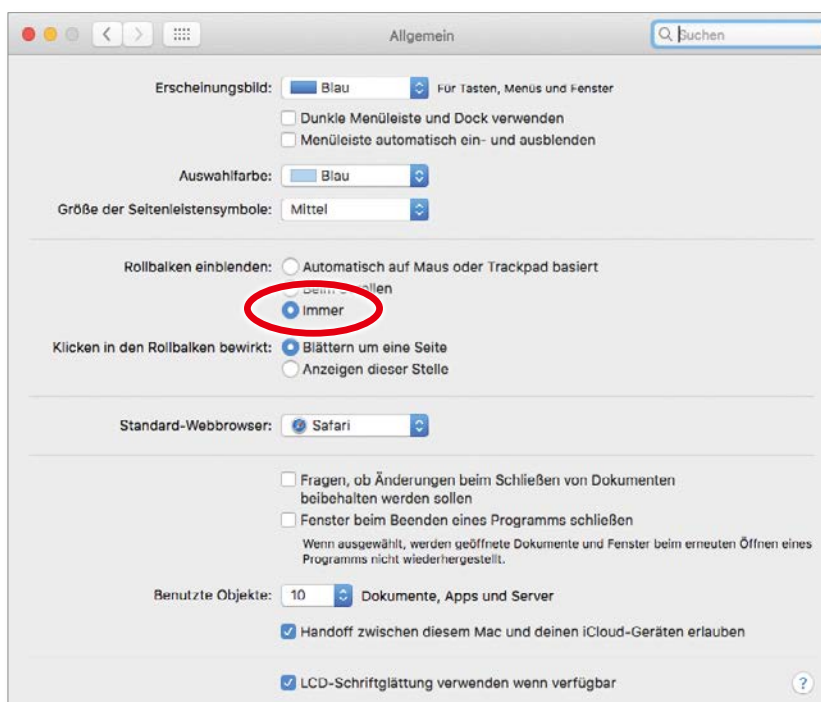 Allgemein
Suchen
Erscheinungsbild: Blau Für Tasten, Menüs und Fenster
Dunkle Menüleiste und Dock verwenden
Menüleiste automatisch ein- und ausblenden
Auswahlfarbe: Blau
Größe der Seitenleistensymbole: Mittel
Rollbalken einblenden: Automatisch auf Maus oder Trackpad basiert
Immer
Klicken in den Rollbalken bewirkt: Blättern um eine Seite
Anzeigen dieser Stelle
Standard-Webbrowser: Safari
Fragen, ob Änderungen beim Schließen von Dokumenten
beibehalten werden sollen
Fenster beim Beenden eines Programms schließen
Wenn ausgewählt, werden geöffnete Dokumente und Fenster beim erneuten Öffnen eines
Programms nicht wiederhergestellt.
Benutzte Objekte: 10 Dokumente, Apps und Server
Handoff zwischen diesem Mac und deinen iCloud-Geräten erlauben
LCD-Schriftglättung verwenden wenn verfügbar ?